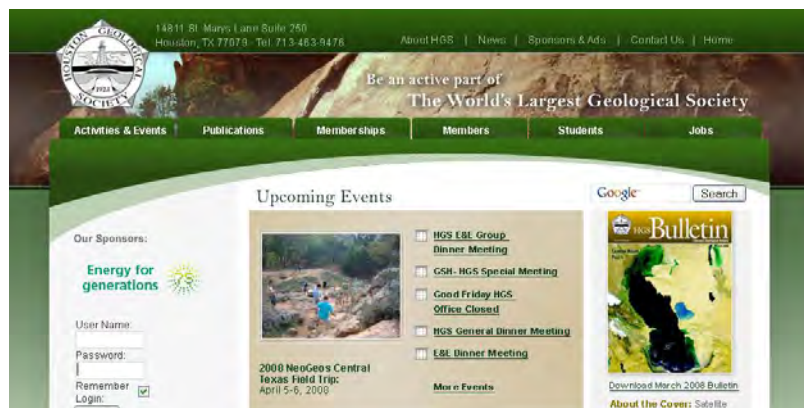 14811 St. Marys Lane Suite 250
Houston, TX 77079 - Tel. 713-463-9476
About HGS | News | Sponsors & Ads | Contact Us | Home
HOUSTON GEOLOGICAL SOCIETY
1923
Be an active part of
The World's Largest Geological Society
Activities & Events
Publications
Memberships
Members
Students
Jobs
Upcoming Events
Google
Search
Our Sponsors:
Energy for
generations
User Name:
Password:
Remember
Login:
2008 NeoGeos Central
Texas Field Trip:
April 5-6, 2008
HGS E&E Group
Dinner Meeting
GSH-HGS Special Meeting
Good Friday HGS
Office Closed
HGS General Dinner Meeting
E&E Dinner Meeting
More Events
HGS Bulletin
Download March 2008 Bulletin
About the Cover: Satellite